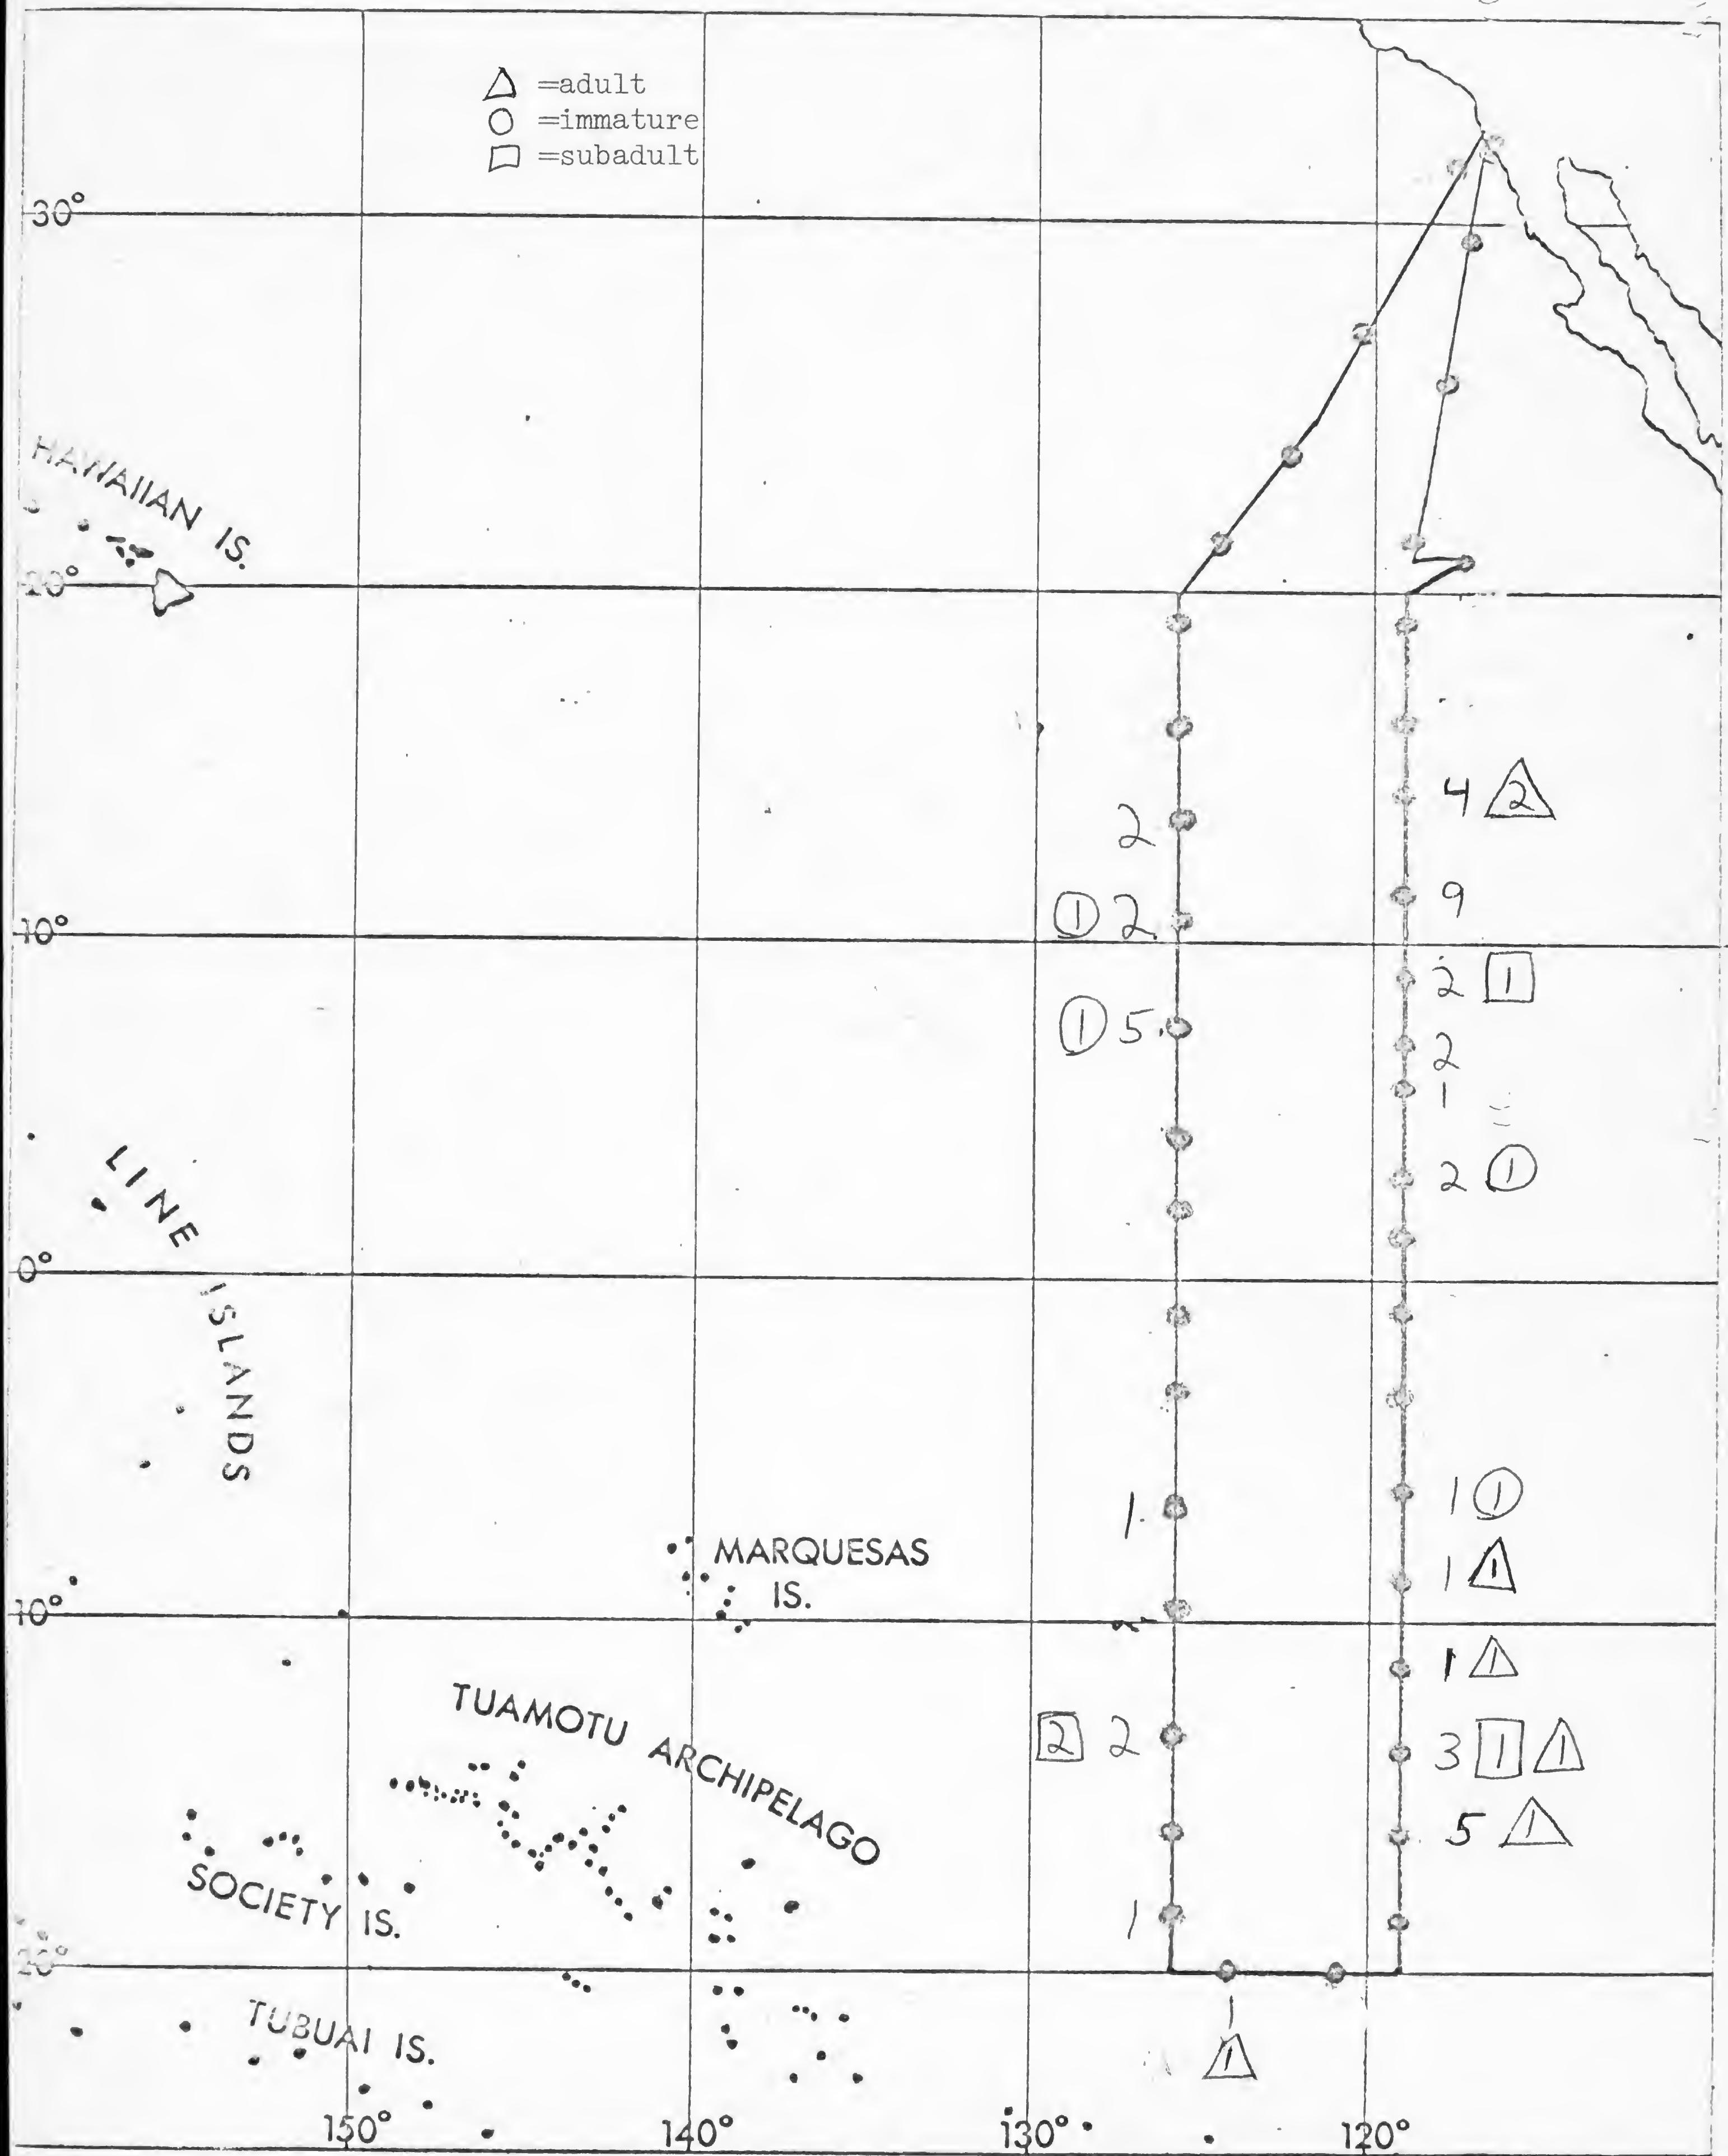 △ =adult
○ =immature
□ =subadult
30°
HAWAIIAN IS.
20°
4 2
2
9
1 2
10°
2 1
1 5
2
1
LINE ISLANDS
2 1
0°
1 1
1
MARQUESAS
IS.
1 1
10°
1 1
TUAMOTU ARCHIPELAGO
2 2
3 1 1
5 1
SOCIETY IS.
1
20°
1
1
TUBUAI IS.
150° 140° 130° 120°